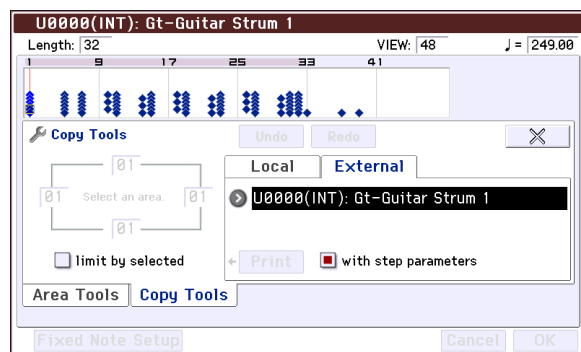 U0000(INT): Gt-Guitar Strum 1
Length: 32 VIEW: 48 ♩= 249.00
1 9 17 25 33 41
Copy Tools Undo Redo
01
Local External
01 Select an area. 01
U0000(INT): Gt-Guitar Strum 1
01
limit by selected Print with step parameters
Area Tools Copy Tools
Fixed Note Setup Cancel OK